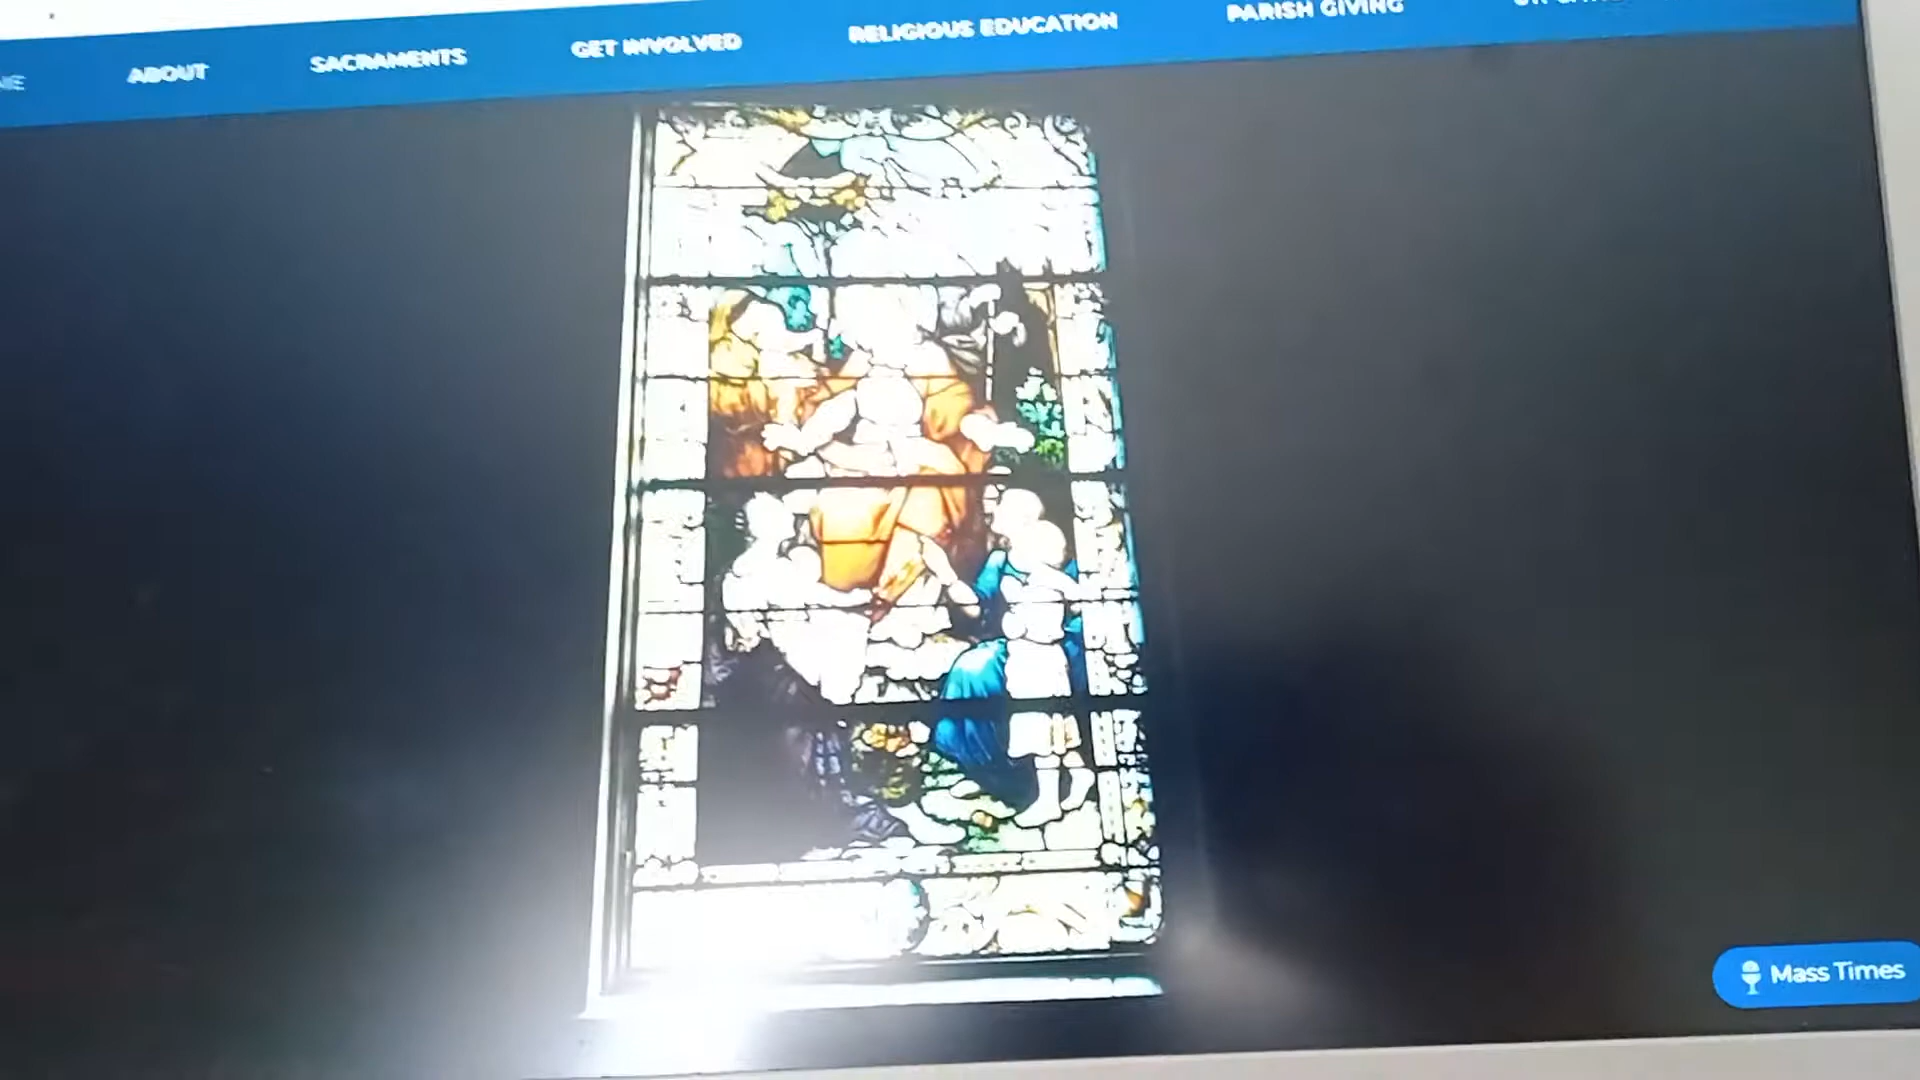 ABOUT
SACRAMENTS
GET INVOLVED
RELIGIOUS EDUCATION
PARISH GIVING
Mass Times